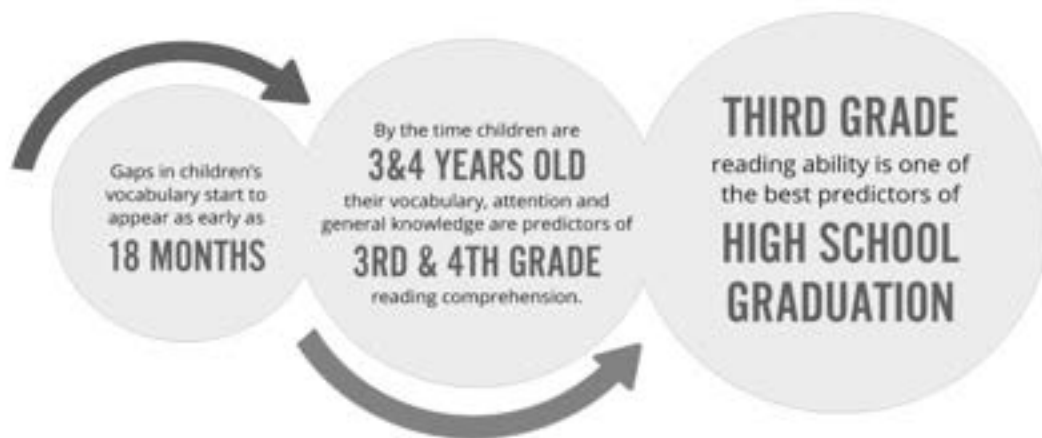 Gaps in children's
vocabulary start to
appear as early as
18 MONTHS
By the time children are
3&4 YEARS OLD
their vocabulary, attention and
general knowledge are predictors of
3RD & 4TH GRADE
reading comprehension.
THIRD GRADE
reading ability is one of
the best predictors of
HIGH SCHOOL
GRADUATION